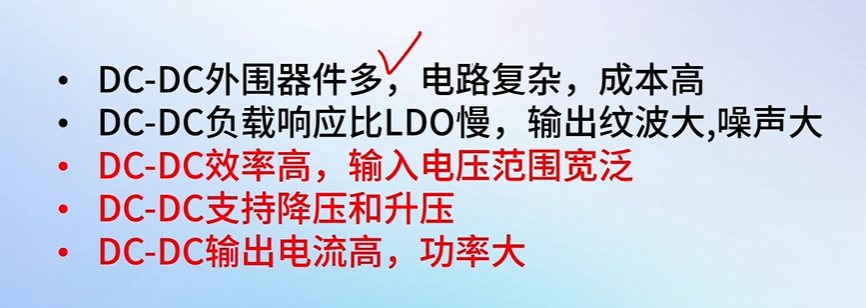 • DC-DC外围器件多，电路复杂，成本高
• DC-DC负载响应比LDO慢，输出纹波大,噪声大
• DC-DC效率高，输入电压范围宽泛
• DC-DC支持降压和升压
• DC-DC输出电流高，功率大